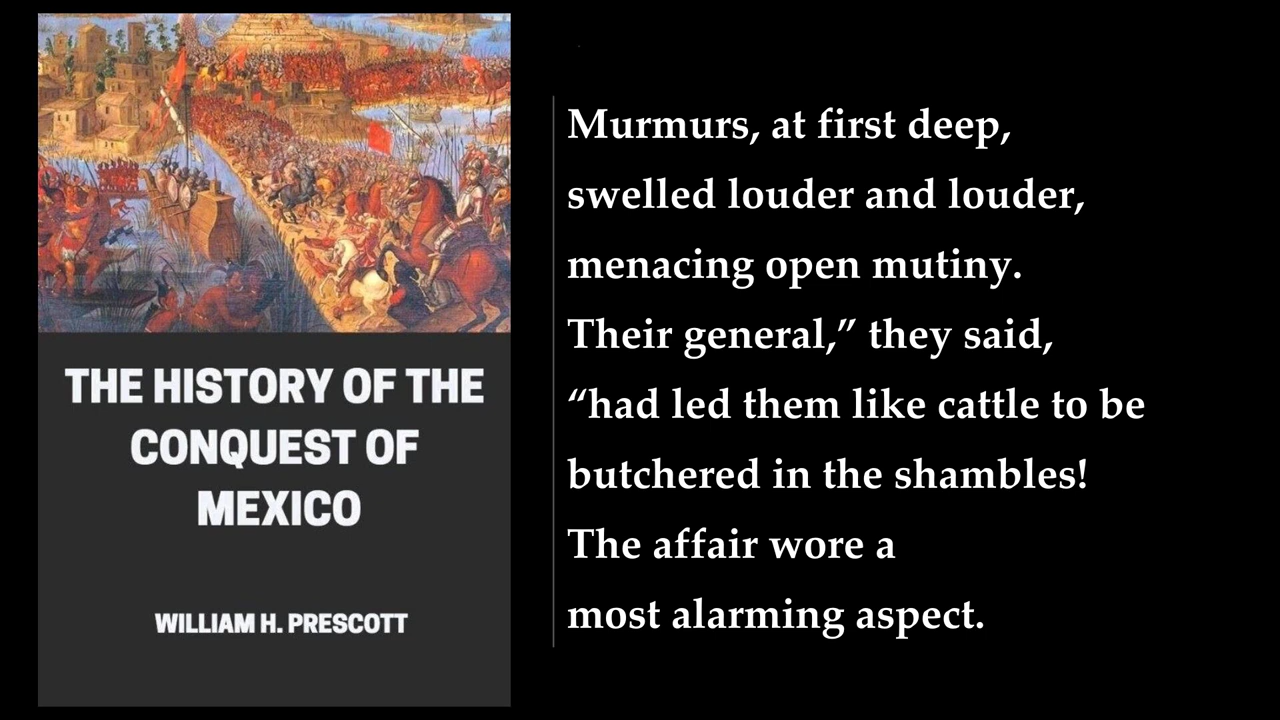 THE HISTORY OF THE
CONQUEST OF
MEXICO
WILLIAM H. PRESCOTT
Murmurs, at first deep,
swelled louder and louder,
menacing open mutiny.
Their general,” they said,
“had led them like cattle to be
butchered in the shambles!
The affair wore a
most alarming aspect.